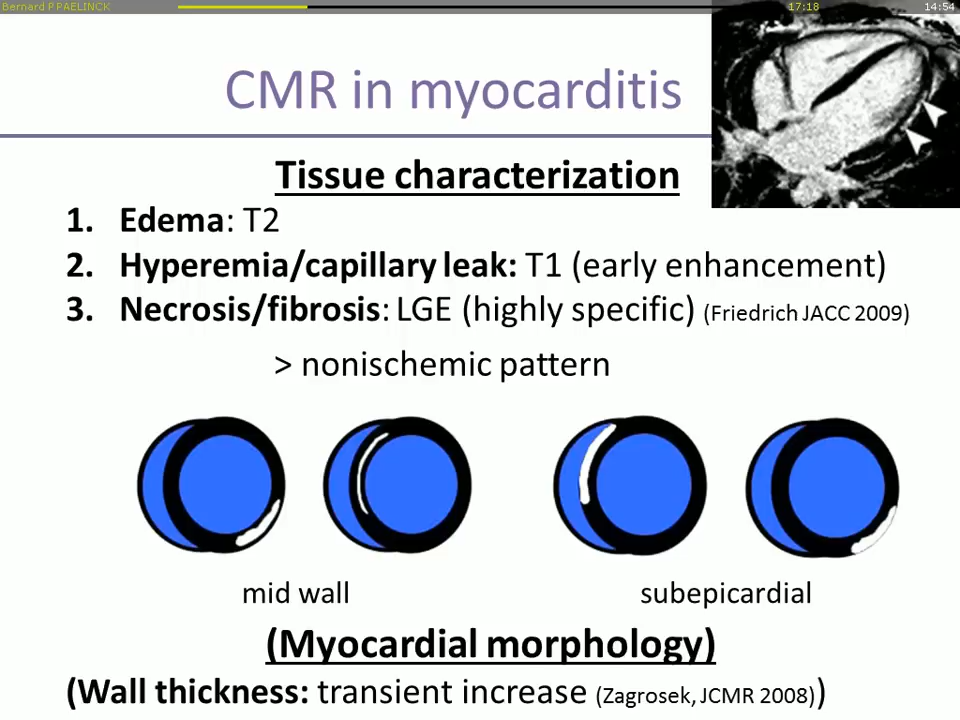 Bernard P PAELINCK 17:18 14:54
CMR in myocarditis
Tissue characterization
1. Edema: T2
2. Hyperemia/capillary leak: T1 (early enhancement)
3. Necrosis/fibrosis: LGE (highly specific) (Friedrich JACC 2009)
> nonischemic pattern
mid wall subepicardial
(Myocardial morphology)
(Wall thickness: transient increase (Zagrosek, JCMR 2008))